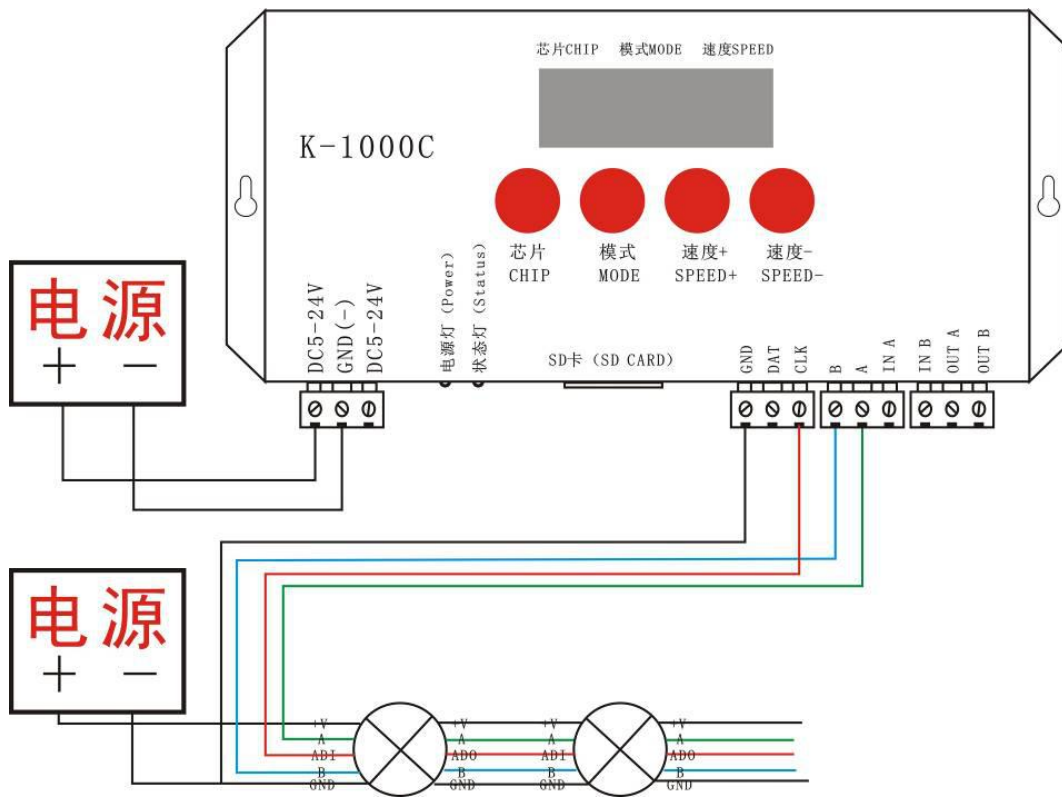 芯片CHIP 模式MODE 速度SPEED
K-1000C
芯片
CHIP
模式
MODE
速度+
SPEED+
速度-
SPEED-
电源
+ −
DC5-24V
GND(-)
DC5-24V
电源灯 (Power)
状态灯 (Status)
SD卡 (SD CARD)
GND
DAT
CLK
B
A
IN A
IN B
OUT A
OUT B
电源
+ −
+V +V +V +V
A A A A
ADI ADO ADI ADO
B B B B
GND GND GND GND